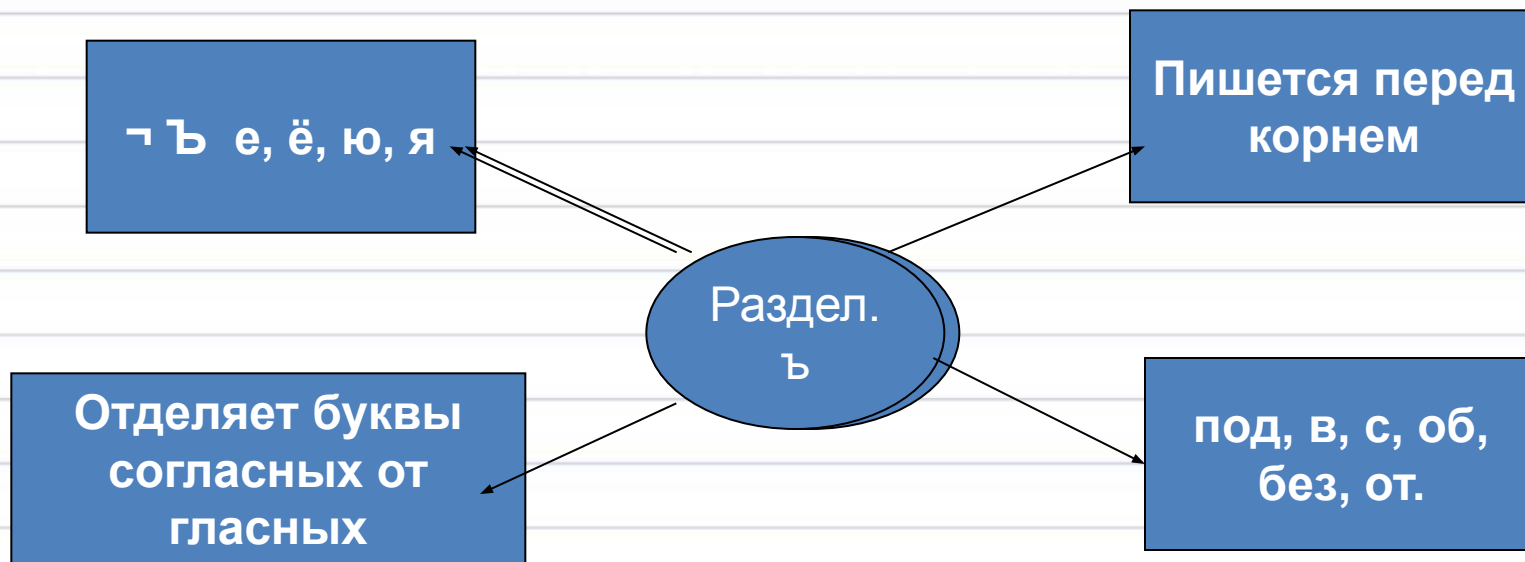 ¬ Ъ е, ё, ю, я
Пишется перед
корнем
Раздел.
ъ
Отделяет буквы
согласных от
гласных
под, в, с, об,
без, от.